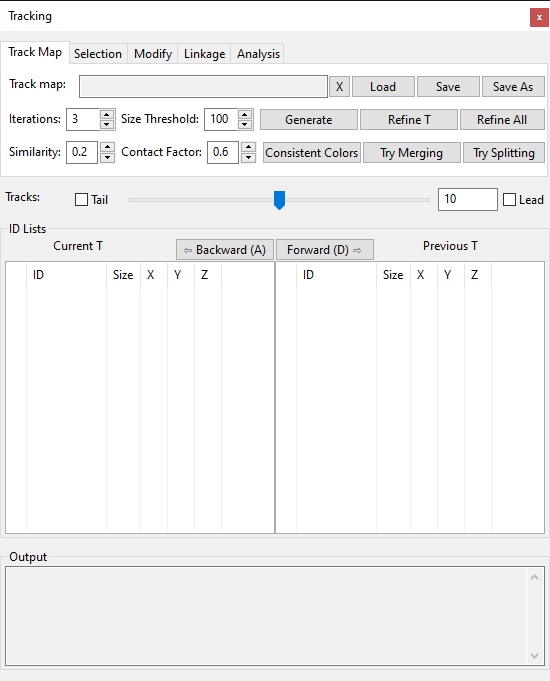 Tracking x
Track Map Selection Modify Linkage Analysis
Track map: X Load Save Save As
Iterations: 3 Size Threshold: 100 Generate Refine T Refine All
Similarity: 0.2 Contact Factor: 0.6 Consistent Colors Try Merging Try Splitting
Tracks: Tail 10 Lead
ID Lists
Current T ⇦ Backward (A) Forward (D) ⇨ Previous T
ID Size X Y Z ID Size X Y Z
Output